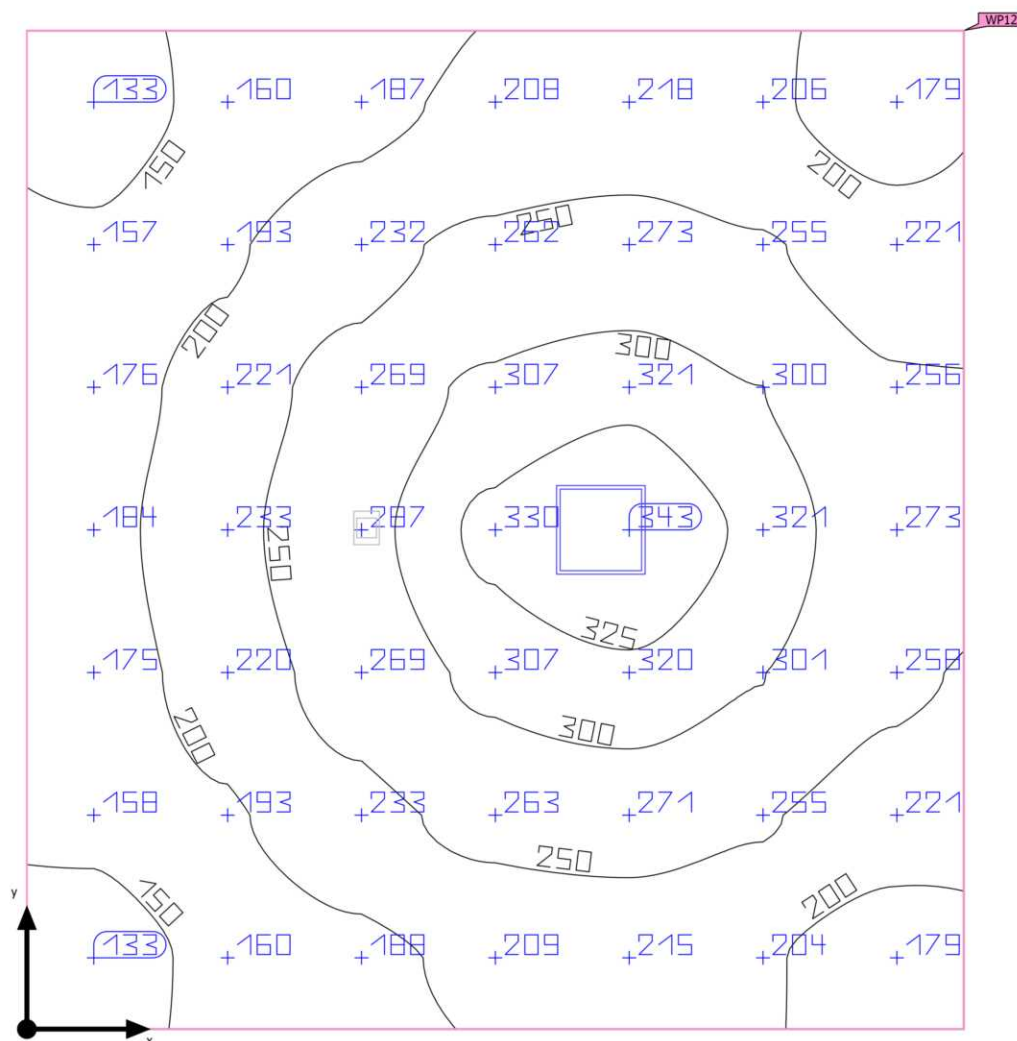 WP12
133 160 187 208 218 206 179
150 200
157 193 232 262 273 255 221
250
200 300
176 221 269 307 321 300 256
184 233 287 330 343 321 273
250
325
175 220 269 307 320 301 258
200 300
158 193 233 263 271 255 221
250
y 150 200
133 160 188 209 215 204 179
x